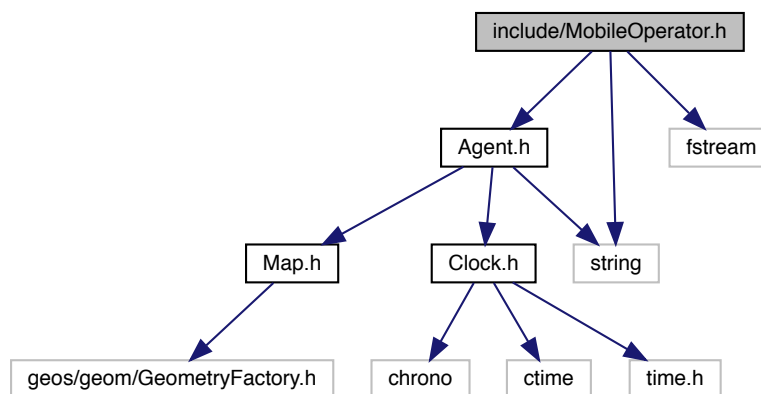 include/MobileOperator.h
Agent.h
fstream
Map.h
Clock.h
string
geos/geom/GeometryFactory.h
chrono
ctime
time.h